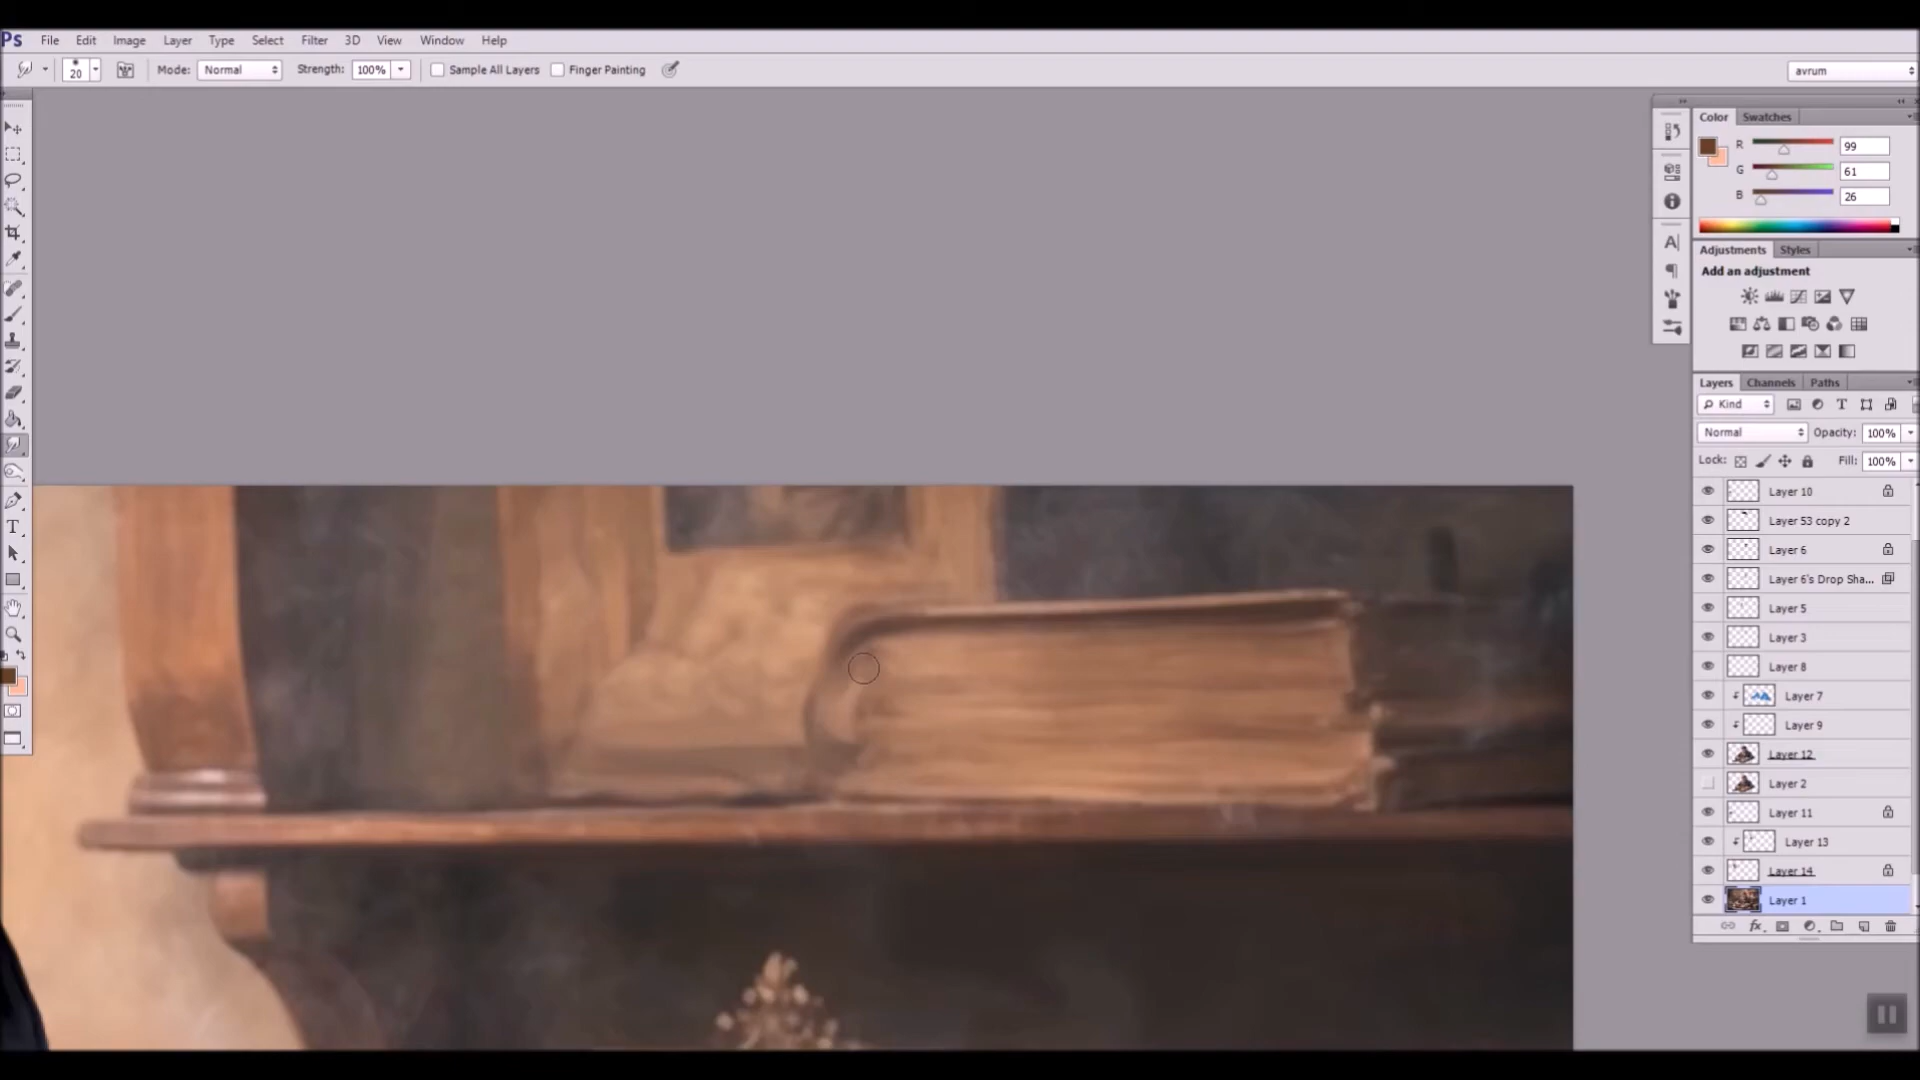 Ps File Edit Image Layer Type Select Filter 3D View Window Help
20 Mode: Normal Strength: 100% Sample All Layers Finger Painting avrum
Color Swatches
R 99
G 61
B 26
Adjustments Styles
Add an adjustment
Layers Channels Paths
Kind
Normal Opacity: 100%
Lock: Fill: 100%
Layer 10
Layer 53 copy 2
Layer 6
Layer 6's Drop Sha...
Layer 5
Layer 3
Layer 8
Layer 7
Layer 9
Layer 12
Layer 2
Layer 11
Layer 13
Layer 14
Layer 1
fx